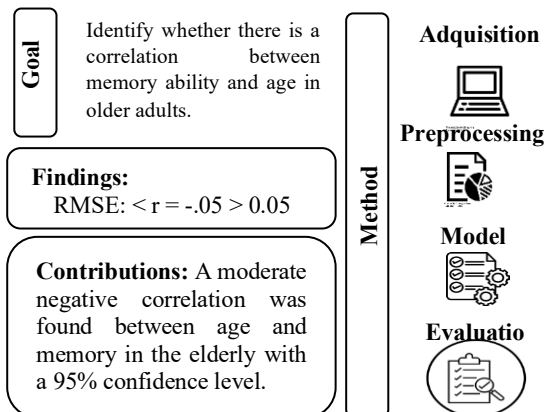 Goal
Identify whether there is a
correlation between
memory ability and age in
older adults.
Findings:
RMSE: < r = -.05 > 0.05
Contributions: A moderate
negative correlation was
found between age and
memory in the elderly with
a 95% confidence level.
Method
Adquisition
Preprocessing
Model
Evaluatio